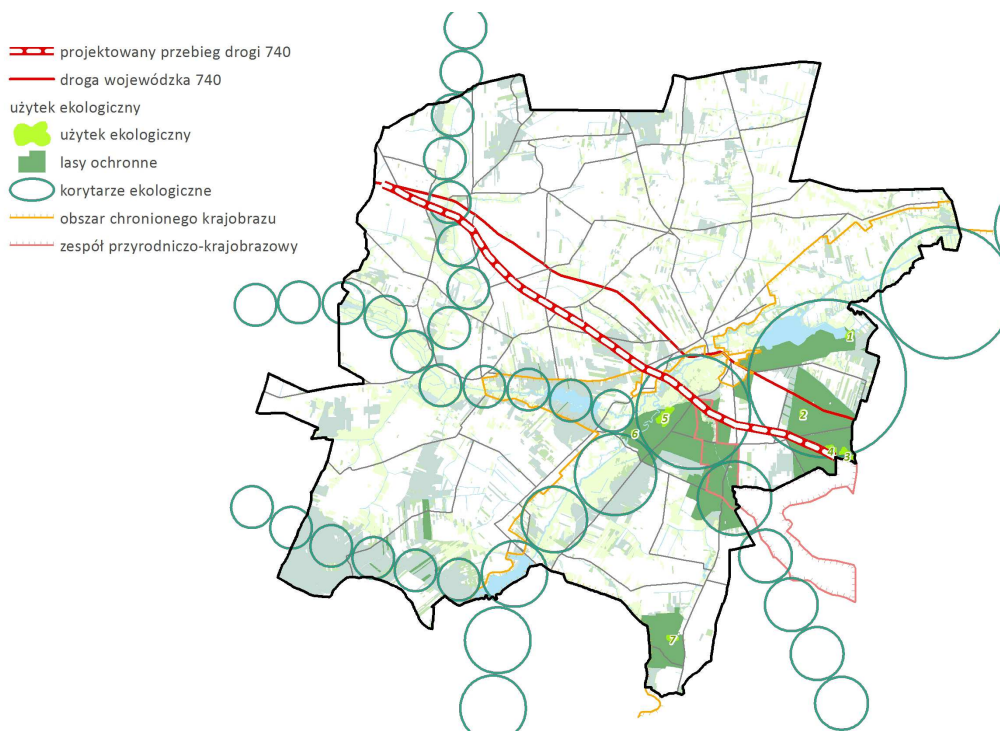 projektowany przebieg drogi 740
droga wojewódzka 740
użytek ekologiczny
użytek ekologiczny
lasy ochronne
korytarze ekologiczne
obszar chronionego krajobrazu
zespół przyrodniczo-krajobrazowy
1
2
5
6
4
3
7